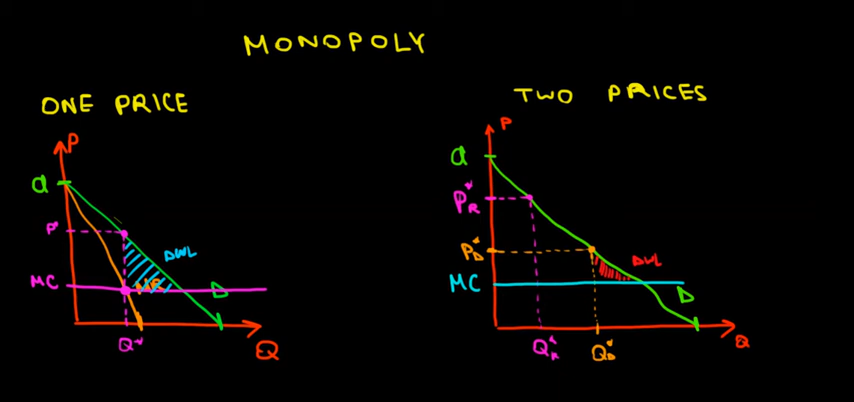 MONOPOLY
ONE PRICE
P
a
P*
DWL
MC
MR
D
Q*
Q
TWO PRICES
P
a
P*R
P*D
DWL
MC
D
Q*R
Q*D
Q